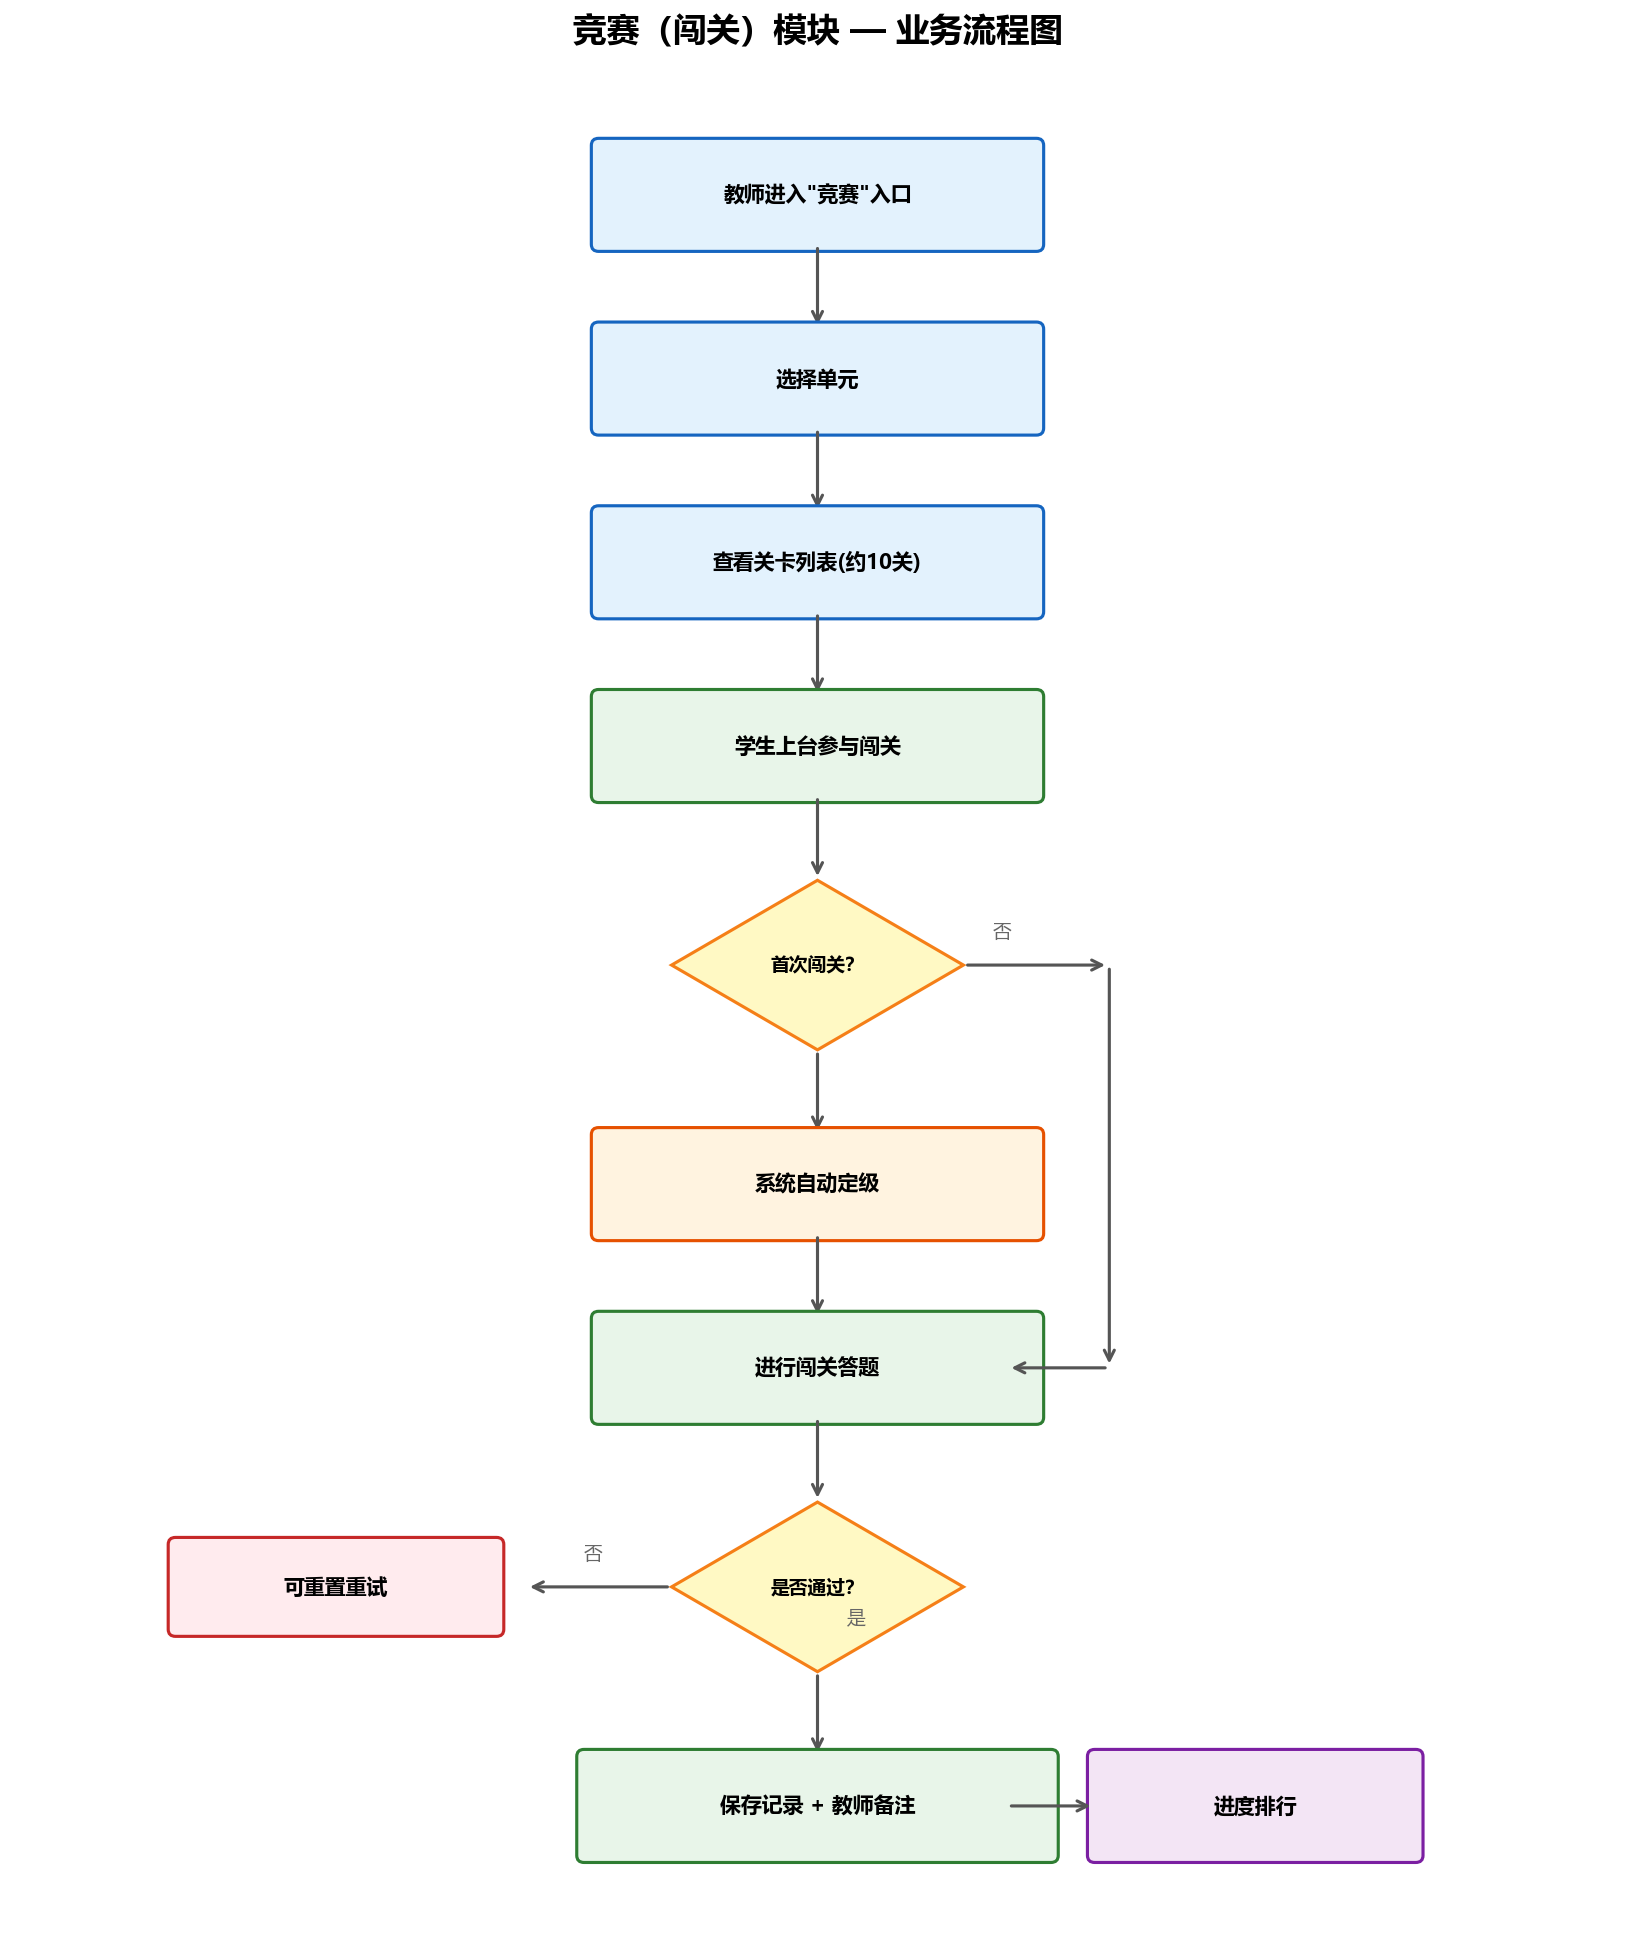 竞赛（闯关）模块 — 业务流程图
教师进入"竞赛"入口
选择单元
查看关卡列表(约10关)
学生上台参与闯关
否
首次闯关?
系统自动定级
进行闯关答题
否
可重置重试
是否通过?
是
保存记录 + 教师备注
进度排行